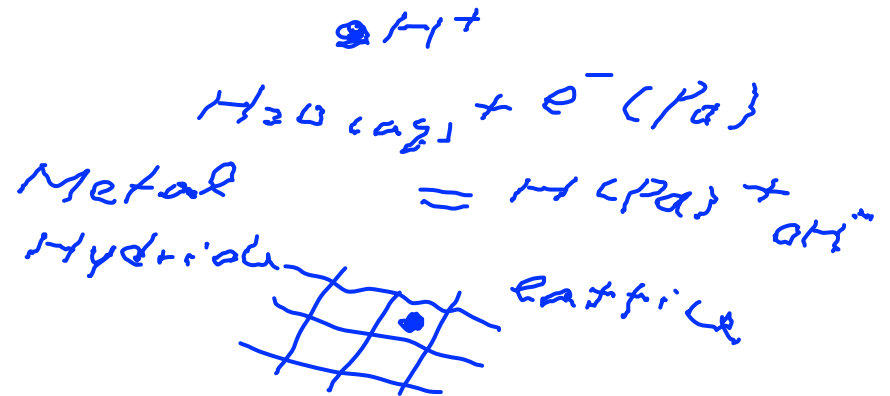 H+
H2O(aq) + e⁻(Pd)
Metal = H(Pd) +
OH⁻
Hydride
Lattice